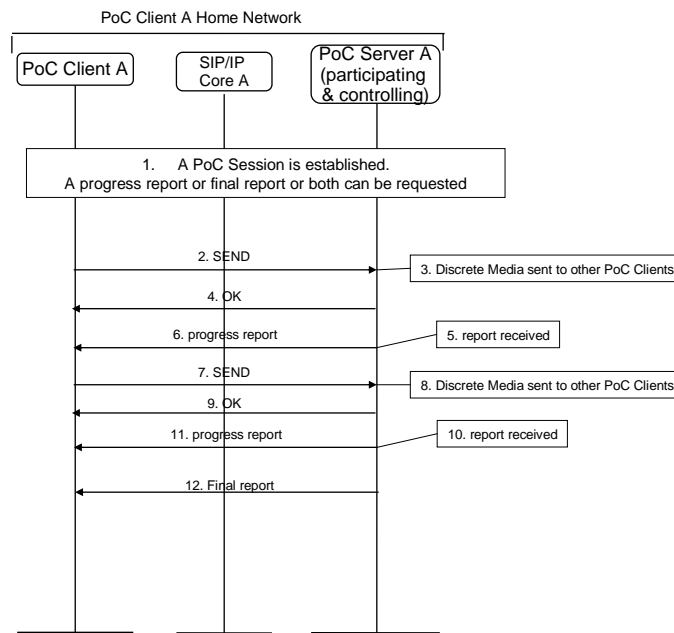 PoC Client A Home Network
PoC Client A
SIP/IP
Core A
PoC Server A
(participating
& controlling)
1. A PoC Session is established.
A progress report or final report or both can be requested
2. SEND
3. Discrete Media sent to other PoC Clients
4. OK
5. report received
6. progress report
7. SEND
8. Discrete Media sent to other PoC Clients
9. OK
10. report received
11. progress report
12. Final report